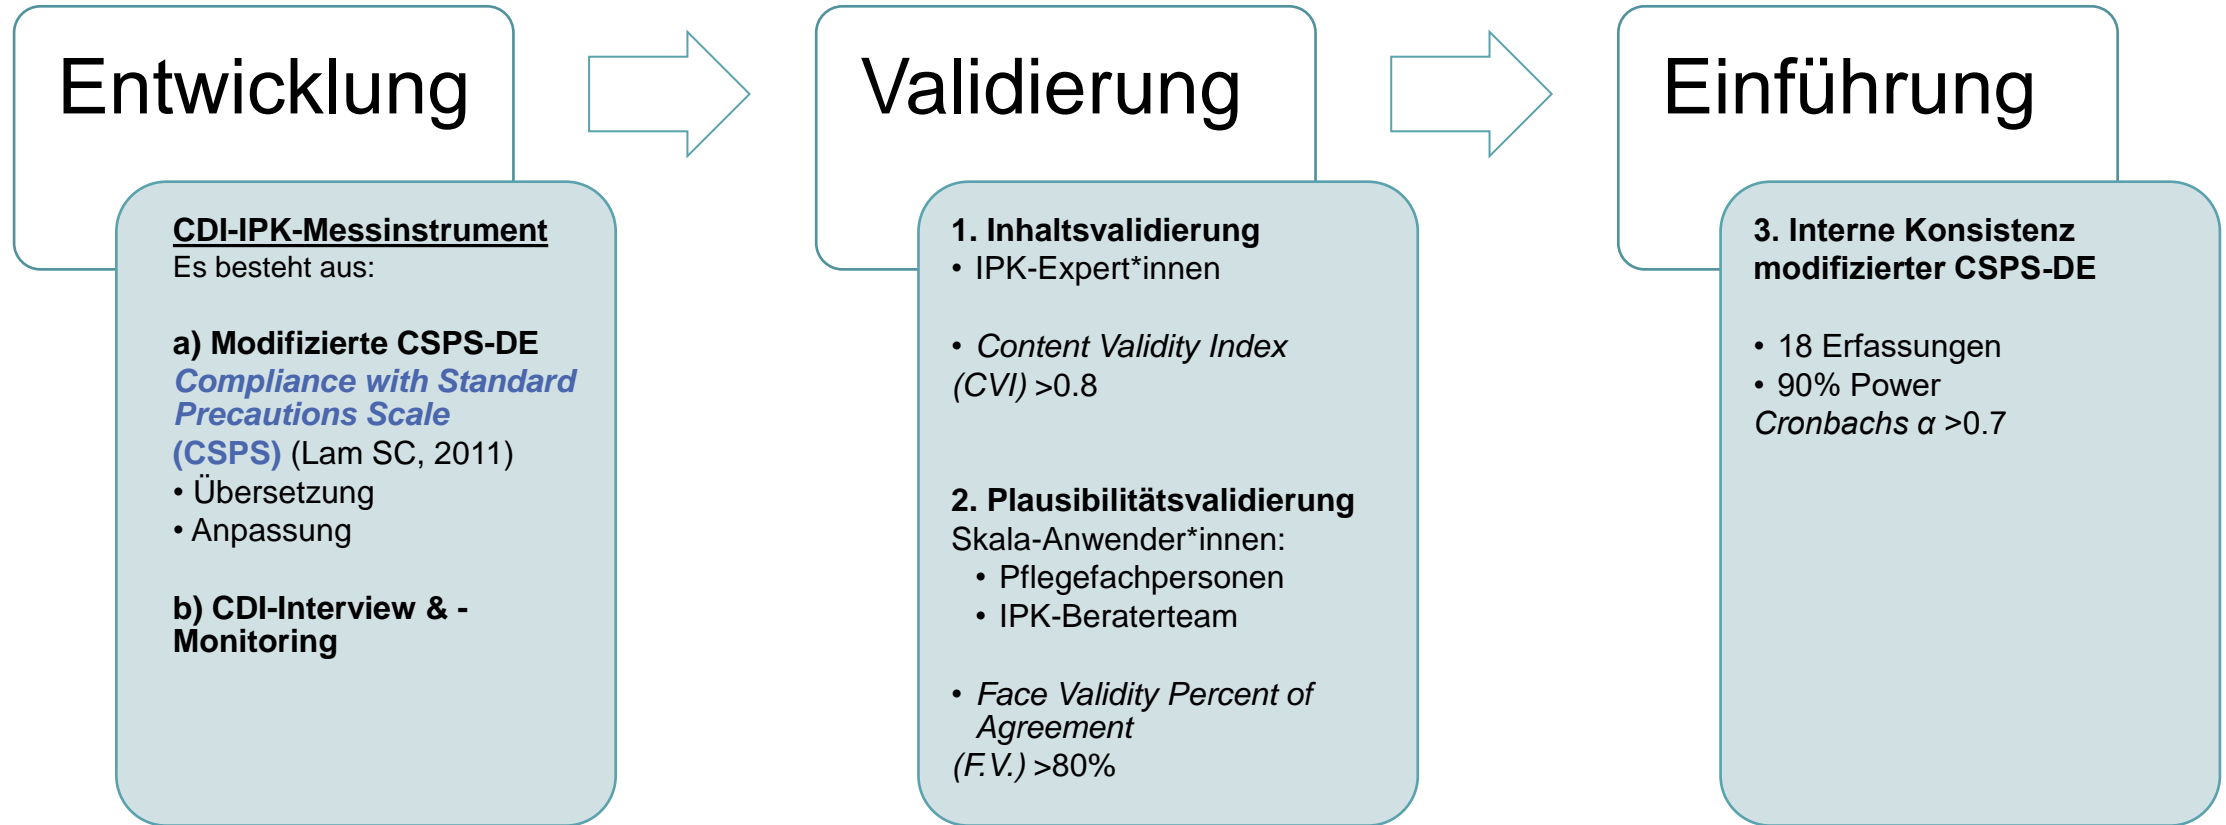 Entwicklung
CDI-IPK-Messinstrument
Es besteht aus:
a) Modifizierte CSPS-DE
Compliance with Standard
Precautions Scale
(CSPS) (Lam SC, 2011)
• Übersetzung
• Anpassung
b) CDI-Interview & -
Monitoring
Validierung
1. Inhaltsvalidierung
• IPK-Expert*innen
• Content Validity Index
(CVI) >0.8
2. Plausibilitätsvalidierung
Skala-Anwender*innen:
• Pflegefachpersonen
• IPK-Beraterteam
• Face Validity Percent of
Agreement
(F.V.) >80%
Einführung
3. Interne Konsistenz
modifizierter CSPS-DE
• 18 Erfassungen
• 90% Power
Cronbachs α >0.7